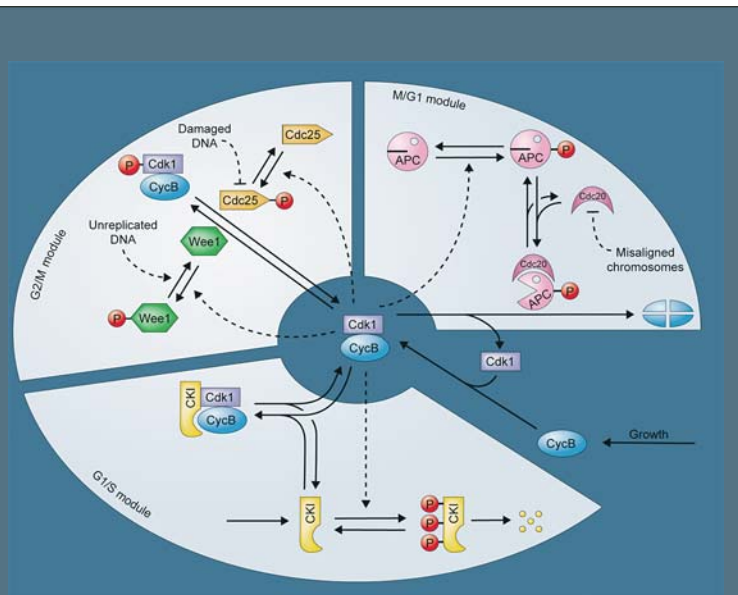 M/G1 module
Damaged
DNA
Cdc25
P
Cdk1
CycB
Cdc25
P
Unreplicated
DNA
Wee1
P
Wee1
G2/M module
APC
APC
P
Cdc20
Misaligned
chromosomes
Cdc20
APC
P
Cdk1
CycB
Cdk1
CycB
Growth
CKI
Cdk1
CycB
G1/S module
CKI
P
P
P
CKI